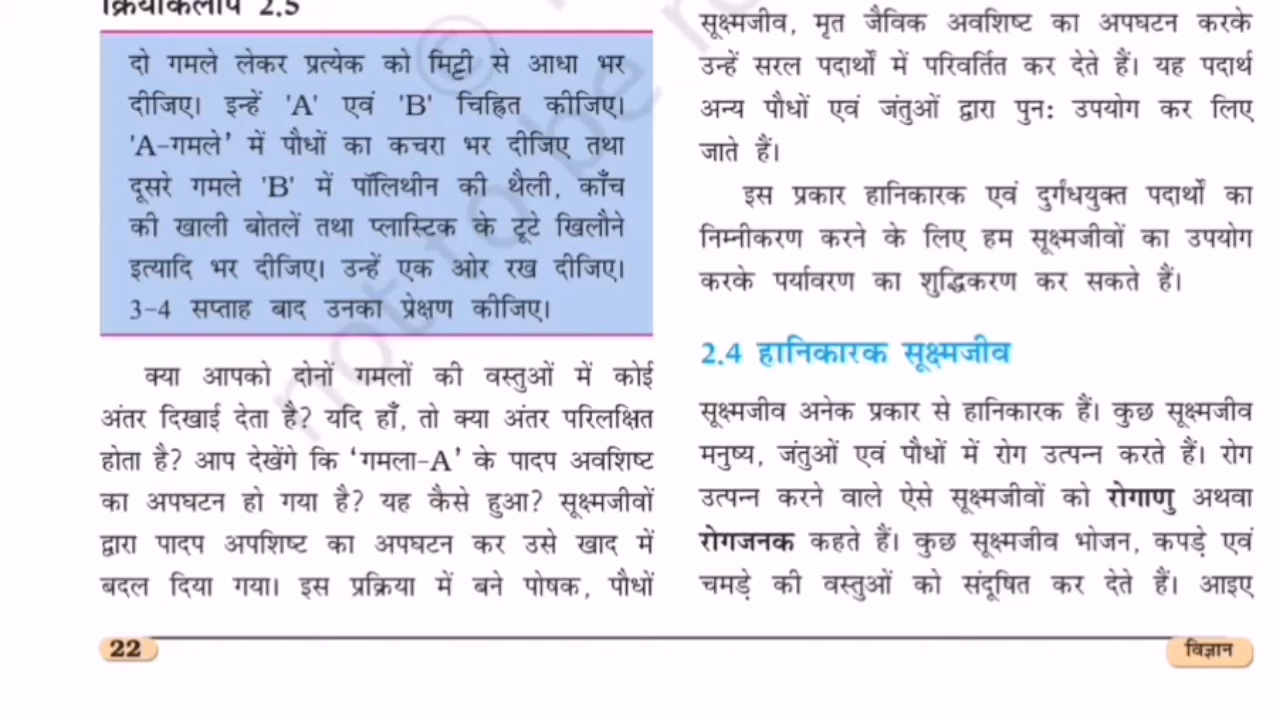 क्रियाकलाप 2.5
दो गमले लेकर प्रत्येक को मिट्टी से आधा भर
दीजिए। इन्हें 'A' एवं 'B' चिह्नित कीजिए।
'A-गमले’ में पौधों का कचरा भर दीजिए तथा
दूसरे गमले 'B' में पॉलिथीन की थैली, काँच
की खाली बोतलें तथा प्लास्टिक के टूटे खिलौने
इत्यादि भर दीजिए। उन्हें एक ओर रख दीजिए।
3-4 सप्ताह बाद उनका प्रेक्षण कीजिए।
क्या आपको दोनों गमलों की वस्तुओं में कोई
अंतर दिखाई देता है? यदि हाँ, तो क्या अंतर परिलक्षित
होता है? आप देखेंगे कि ‘गमला-A’ के पादप अवशिष्ट
का अपघटन हो गया है? यह कैसे हुआ? सूक्ष्मजीवों
द्वारा पादप अपशिष्ट का अपघटन कर उसे खाद में
बदल दिया गया। इस प्रक्रिया में बने पोषक, पौधों
सूक्ष्मजीव, मृत जैविक अवशिष्ट का अपघटन करके
उन्हें सरल पदार्थों में परिवर्तित कर देते हैं। यह पदार्थ
अन्य पौधों एवं जंतुओं द्वारा पुन: उपयोग कर लिए
जाते हैं।
इस प्रकार हानिकारक एवं दुर्गंधयुक्त पदार्थों का
निम्नीकरण करने के लिए हम सूक्ष्मजीवों का उपयोग
करके पर्यावरण का शुद्धिकरण कर सकते हैं।
2.4 हानिकारक सूक्ष्मजीव
सूक्ष्मजीव अनेक प्रकार से हानिकारक हैं। कुछ सूक्ष्मजीव
मनुष्य, जंतुओं एवं पौधों में रोग उत्पन्न करते हैं। रोग
उत्पन्न करने वाले ऐसे सूक्ष्मजीवों को रोगाणु अथवा
रोगजनक कहते हैं। कुछ सूक्ष्मजीव भोजन, कपड़े एवं
चमड़े की वस्तुओं को संदूषित कर देते हैं। आइए
22
विज्ञान
©
not to be r